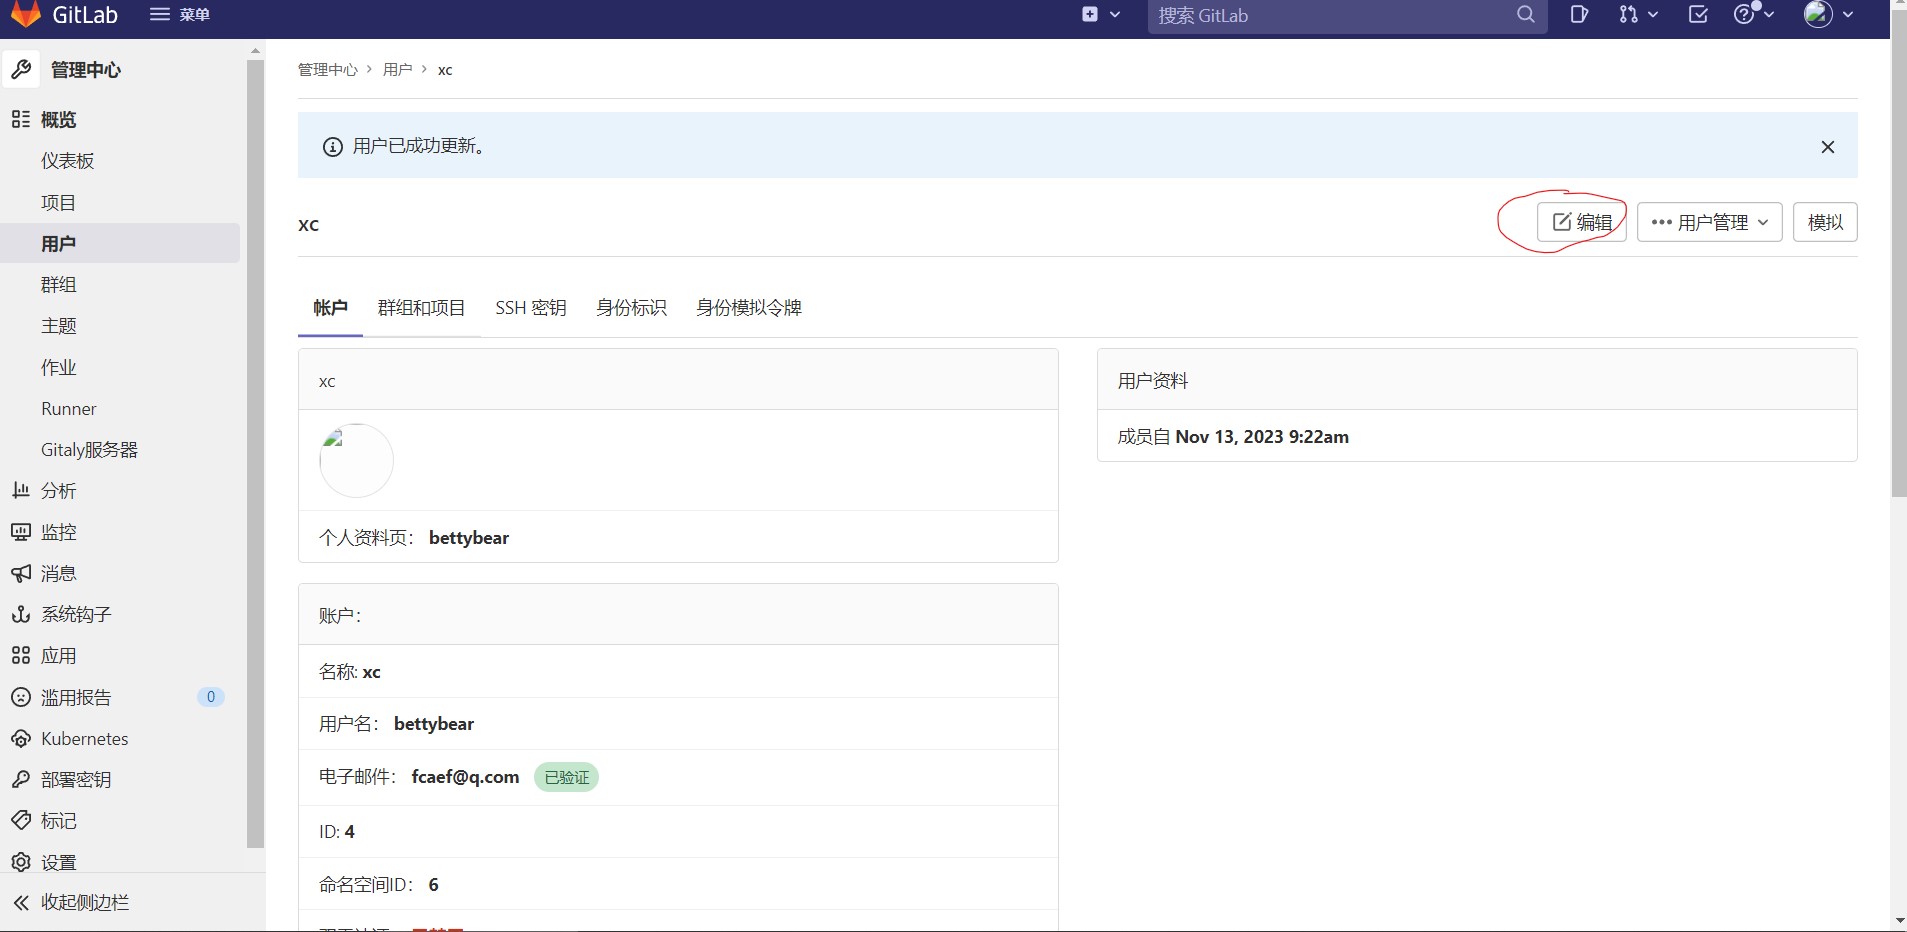 GitLab
菜单
搜索 GitLab
管理中心
概览
仪表板
项目
用户
群组
主题
作业
Runner
Gitaly服务器
分析
监控
消息
系统钩子
应用
滥用报告 0
Kubernetes
部署密钥
标记
设置
收起侧边栏
管理中心 › 用户 › xc
用户已成功更新。
xc
编辑
用户管理
模拟
帐户 群组和项目 SSH 密钥 身份标识 身份模拟令牌
xc
个人资料页： bettybear
账户：
名称: xc
用户名： bettybear
电子邮件： fcaef@q.com 已验证
ID: 4
命名空间ID： 6
用户资料
成员自 Nov 13, 2023 9:22am